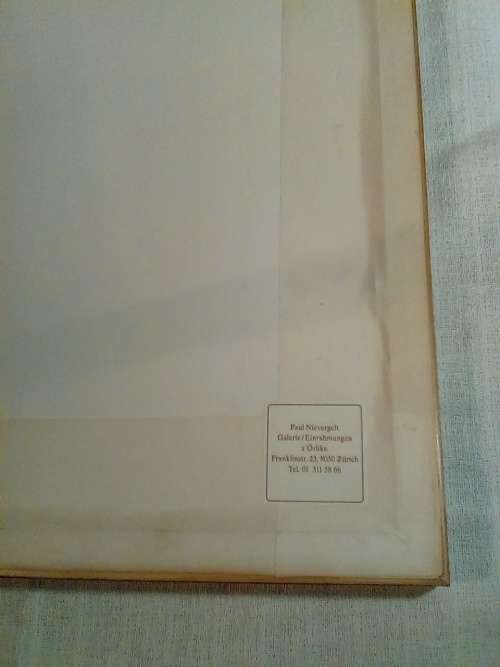 Paul Nievergelt
Galerie/Einrahmungen
z Örlike
Franklinstr. 23, 8050 Zürich
Tel. 01 311 58 66